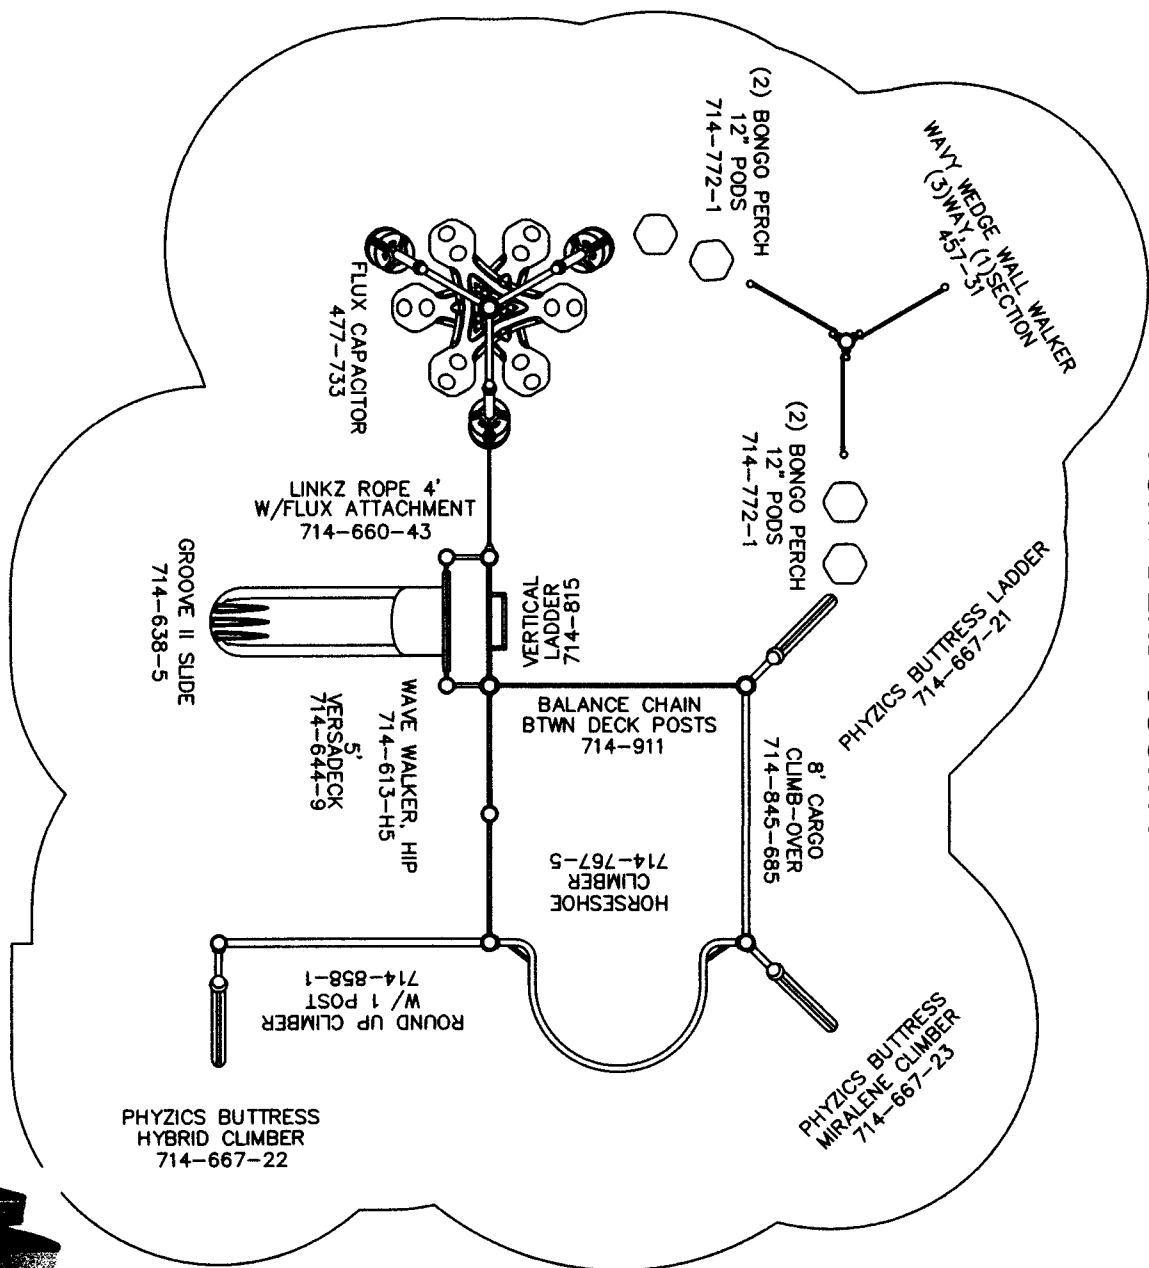 (2) BONGO PERCH
12" PODS
714-772-1
WAVY WEDGE WALL WALKER
(3)WAY, (1)SECTION
457-31
FLUX CAPACITOR
477-733
(2) BONGO PERCH
12" PODS
714-772-1
LINKZ ROPE 4'
W/FLUX ATTACHMENT
714-660-43
GROOVE II SLIDE
714-638-5
VERTICAL
LADDER
714-815
PHYZICS BUTTRESS LADDER
714-667-21
BALANCE CHAIN
BTWN DECK POSTS
714-911
WAVE WALKER, HIP
714-613-H5
5'
VERSADECK
714-644-9
8' CARGO
CLIMB-OVER
714-845-685
HORSESHOE
CLIMBER
714-767-5
ROUND UP CLIMBER
W/ 1 POST
714-858-1
PHYZICS BUTTRESS
MIRALENE CLIMBER
714-667-23
PHYZICS BUTTRESS
HYBRID CLIMBER
714-667-22